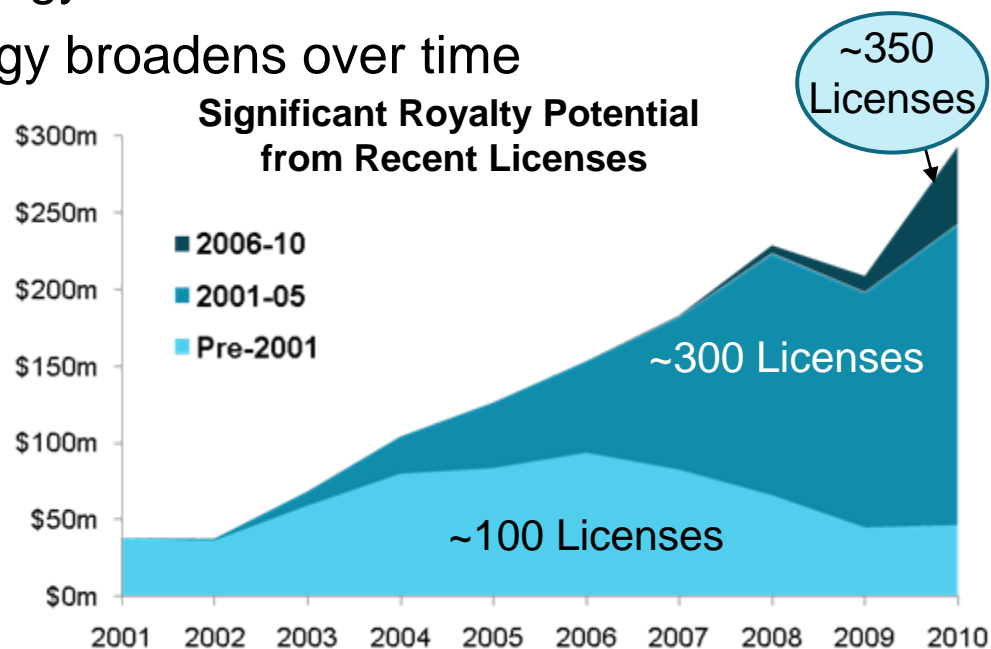 gy broadens over time
~350
Licenses
Significant Royalty Potential
from Recent Licenses
$300m
$250m
$200m
$150m
$100m
$50m
$0m
2006-10
2001-05
Pre-2001
~300 Licenses
~100 Licenses
2001 2002 2003 2004 2005 2006 2007 2008 2009 2010